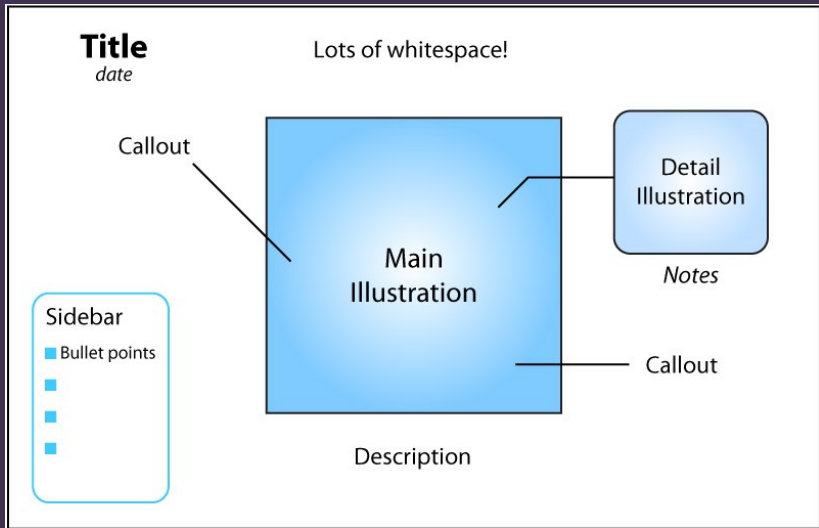 Title
date
Lots of whitespace!
Callout
Detail
Illustration
Notes
Main
Illustration
Sidebar
Bullet points
Callout
Description